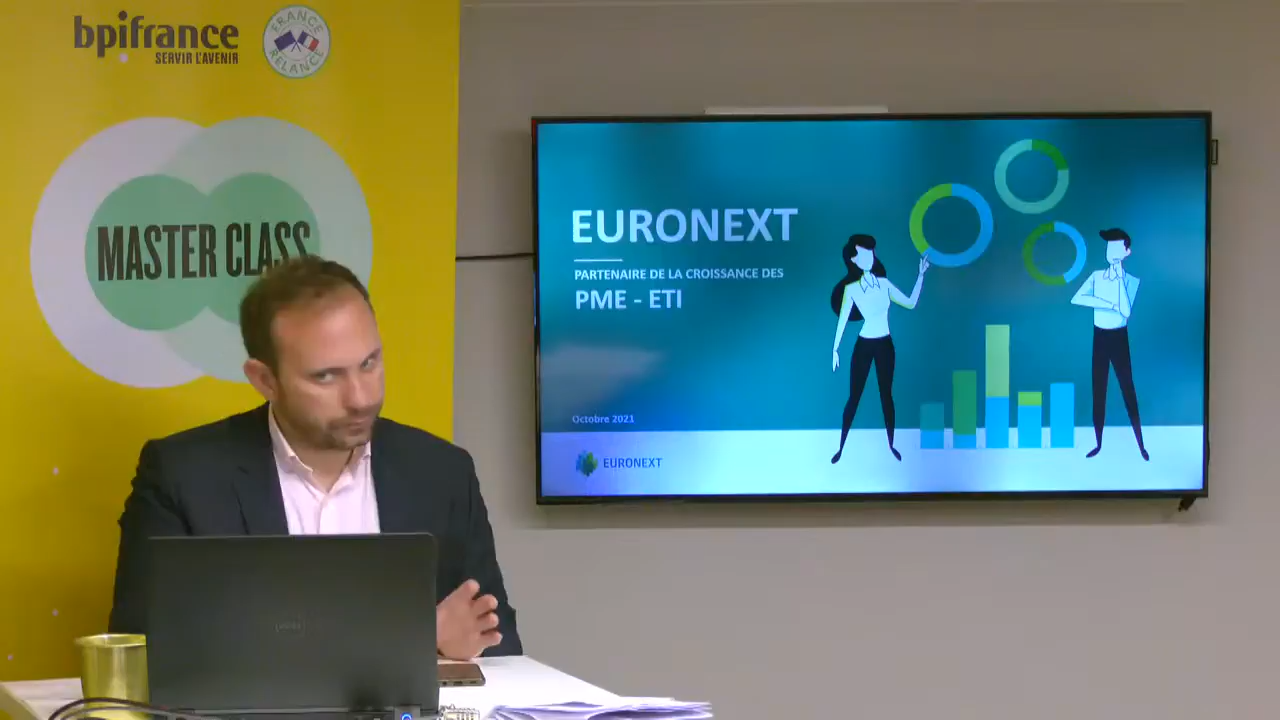 bpifrance
SERVIR L'AVENIR
FRANCE
RELANCE
MASTER CLASS
EURONEXT
PARTENAIRE DE LA CROISSANCE DES
PME - ETI
Octobre 2021
EURONEXT
DELL